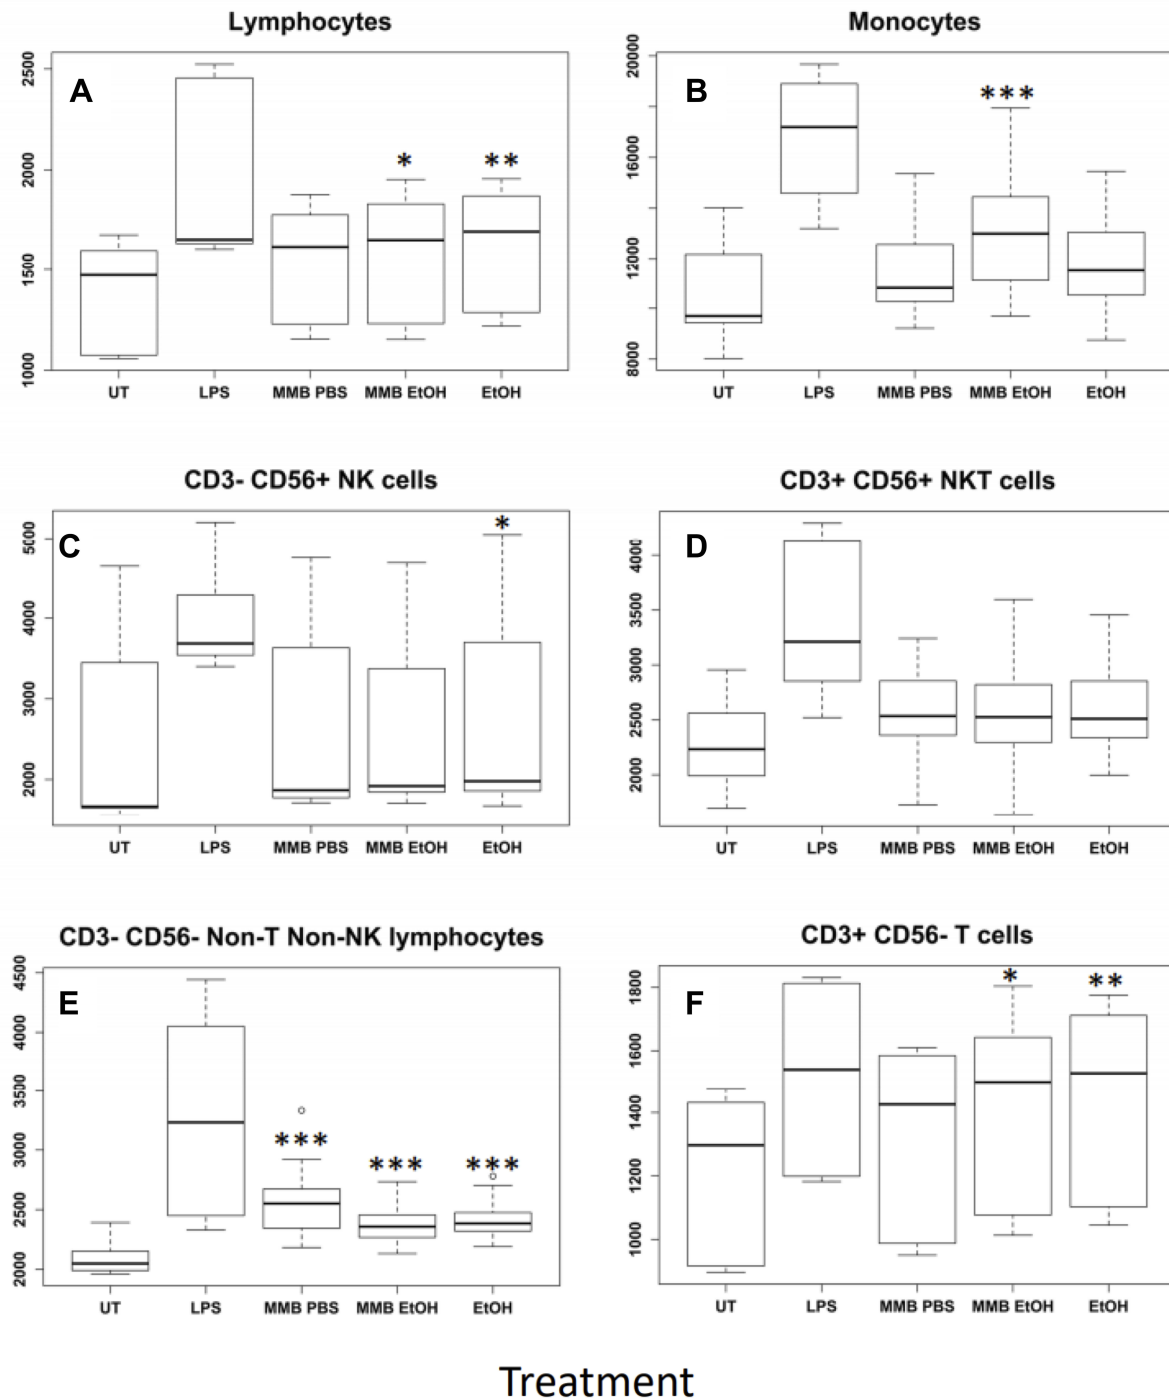 Lymphocytes
A
2500
2000
1500
1000
* **
UT LPS MMB PBS MMB EtOH EtOH
Monocytes
B
20000
16000
12000
8000
***
UT LPS MMB PBS MMB EtOH EtOH
CD3- CD56+ NK cells
C
5000
4000
3000
2000
*
UT LPS MMB PBS MMB EtOH EtOH
CD3+ CD56+ NKT cells
D
4000
3500
3000
2500
2000
UT LPS MMB PBS MMB EtOH EtOH
CD3- CD56- Non-T Non-NK lymphocytes
E
4500
4000
3500
3000
2500
2000
*** *** ***
UT LPS MMB PBS MMB EtOH EtOH
CD3+ CD56- T cells
F
1800
1600
1400
1200
1000
* **
UT LPS MMB PBS MMB EtOH EtOH
Treatment